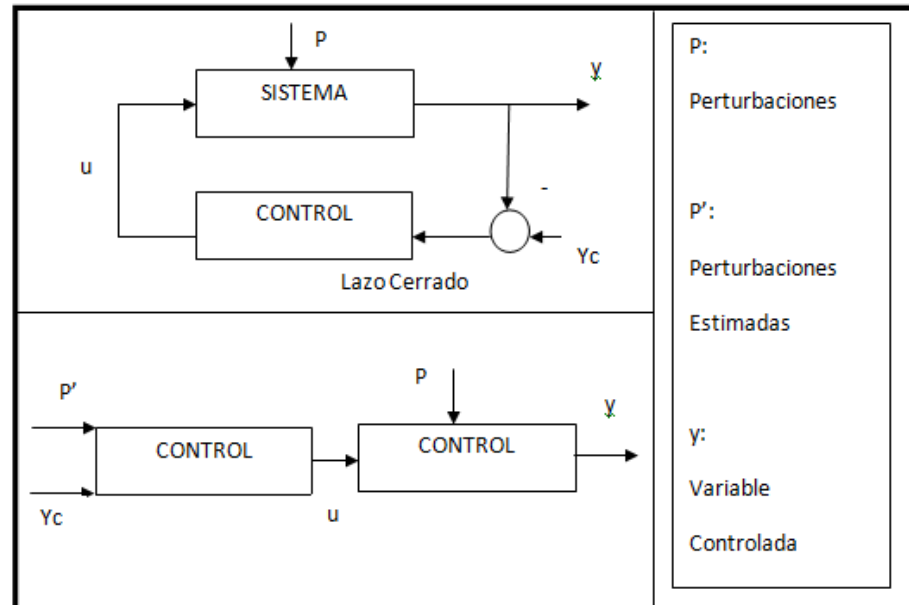 P
y
SISTEMA
u
CONTROL
-
Yc
Lazo Cerrado
P'
P
y
CONTROL
CONTROL
Yc
u
P:
Perturbaciones
P':
Perturbaciones
Estimadas
y:
Variable
Controlada